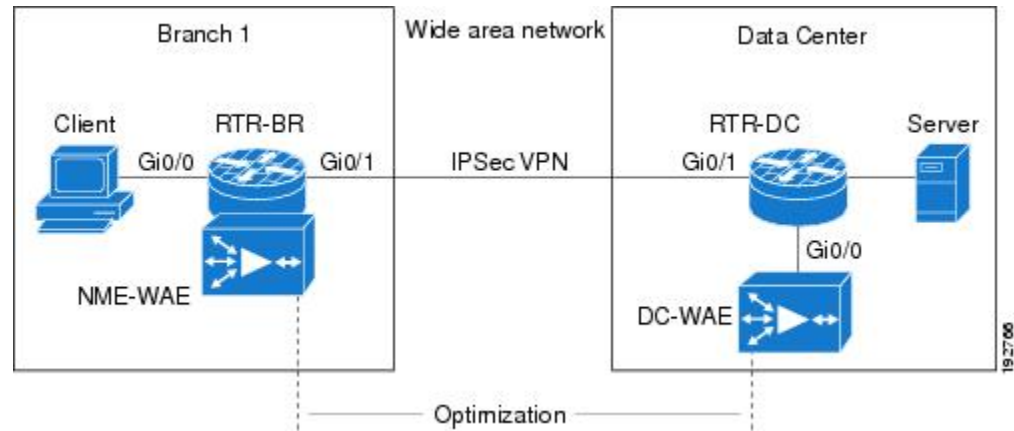 Branch 1
Wide area network
Data Center
Client
RTR-BR
RTR-DC
Server
Gi0/0
Gi0/1
IPSec VPN
Gi0/1
Gi0/0
NME-WAE
DC-WAE
192766
Optimization